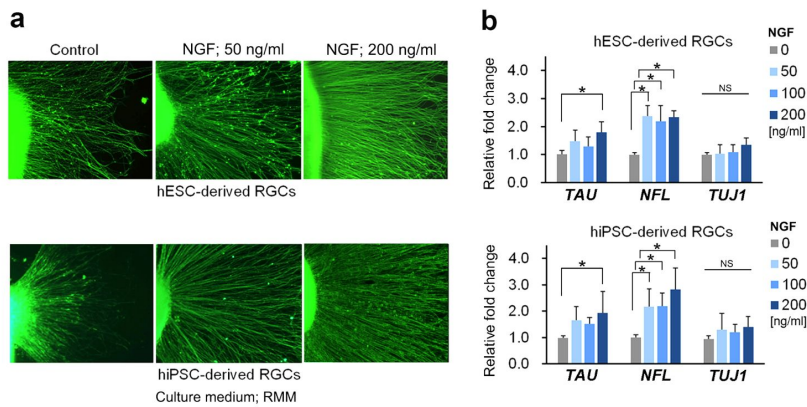 a
Control NGF; 50 ng/ml NGF; 200 ng/ml
hESC-derived RGCs
hiPSC-derived RGCs
Culture medium; RMM
b
hESC-derived RGCs
Relative fold change
4.0
3.0
2.0
1.0
0.0
* * * * NS
TAU NFL TUJ1
NGF
0
50
100
200
[ng/ml]
hiPSC-derived RGCs
Relative fold change
4.0
3.0
2.0
1.0
0.0
* * * * NS
TAU NFL TUJ1
NGF
0
50
100
200
[ng/ml]